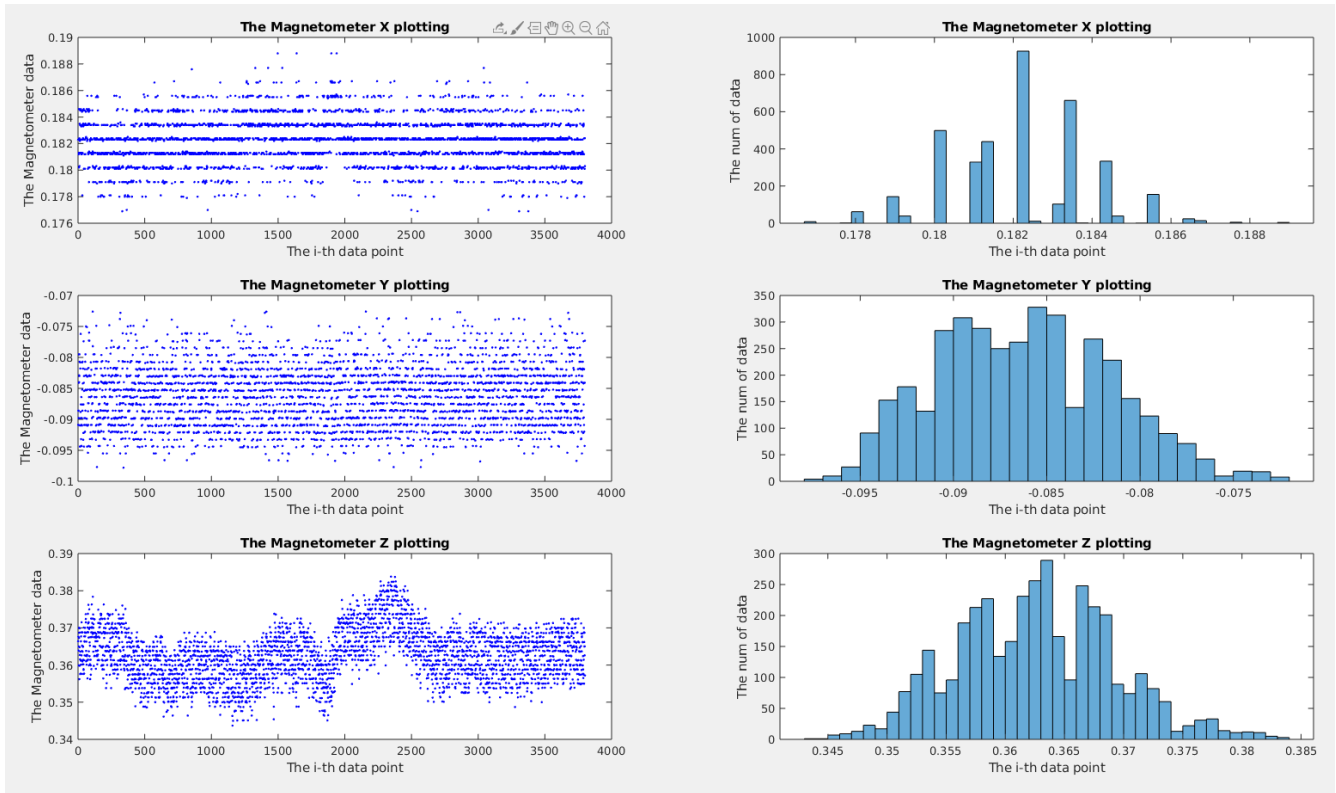 The Magnetometer X plotting
The Magnetometer data
0.19
0.188
0.186
0.184
0.182
0.18
0.178
0.176
0 500 1000 1500 2000 2500 3000 3500 4000
The i-th data point
The Magnetometer X plotting
The num of data
1000
800
600
400
200
0
0.178 0.18 0.182 0.184 0.186 0.188
The i-th data point
The Magnetometer Y plotting
The Magnetometer data
-0.07
-0.075
-0.08
-0.085
-0.09
-0.095
-0.1
0 500 1000 1500 2000 2500 3000 3500 4000
The i-th data point
The Magnetometer Y plotting
The num of data
350
300
250
200
150
100
50
0
-0.095 -0.09 -0.085 -0.08 -0.075
The i-th data point
The Magnetometer Z plotting
The Magnetometer data
0.39
0.38
0.37
0.36
0.35
0.34
0 500 1000 1500 2000 2500 3000 3500 4000
The i-th data point
The Magnetometer Z plotting
The num of data
300
250
200
150
100
50
0
0.345 0.35 0.355 0.36 0.365 0.37 0.375 0.38 0.385
The i-th data point